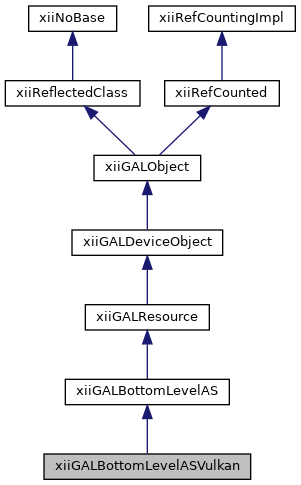 xiiNoBase
xiiRefCountingImpl
xiiReflectedClass
xiiRefCounted
xiiGALObject
xiiGALDeviceObject
xiiGALResource
xiiGALBottomLevelAS
xiiGALBottomLevelASVulkan